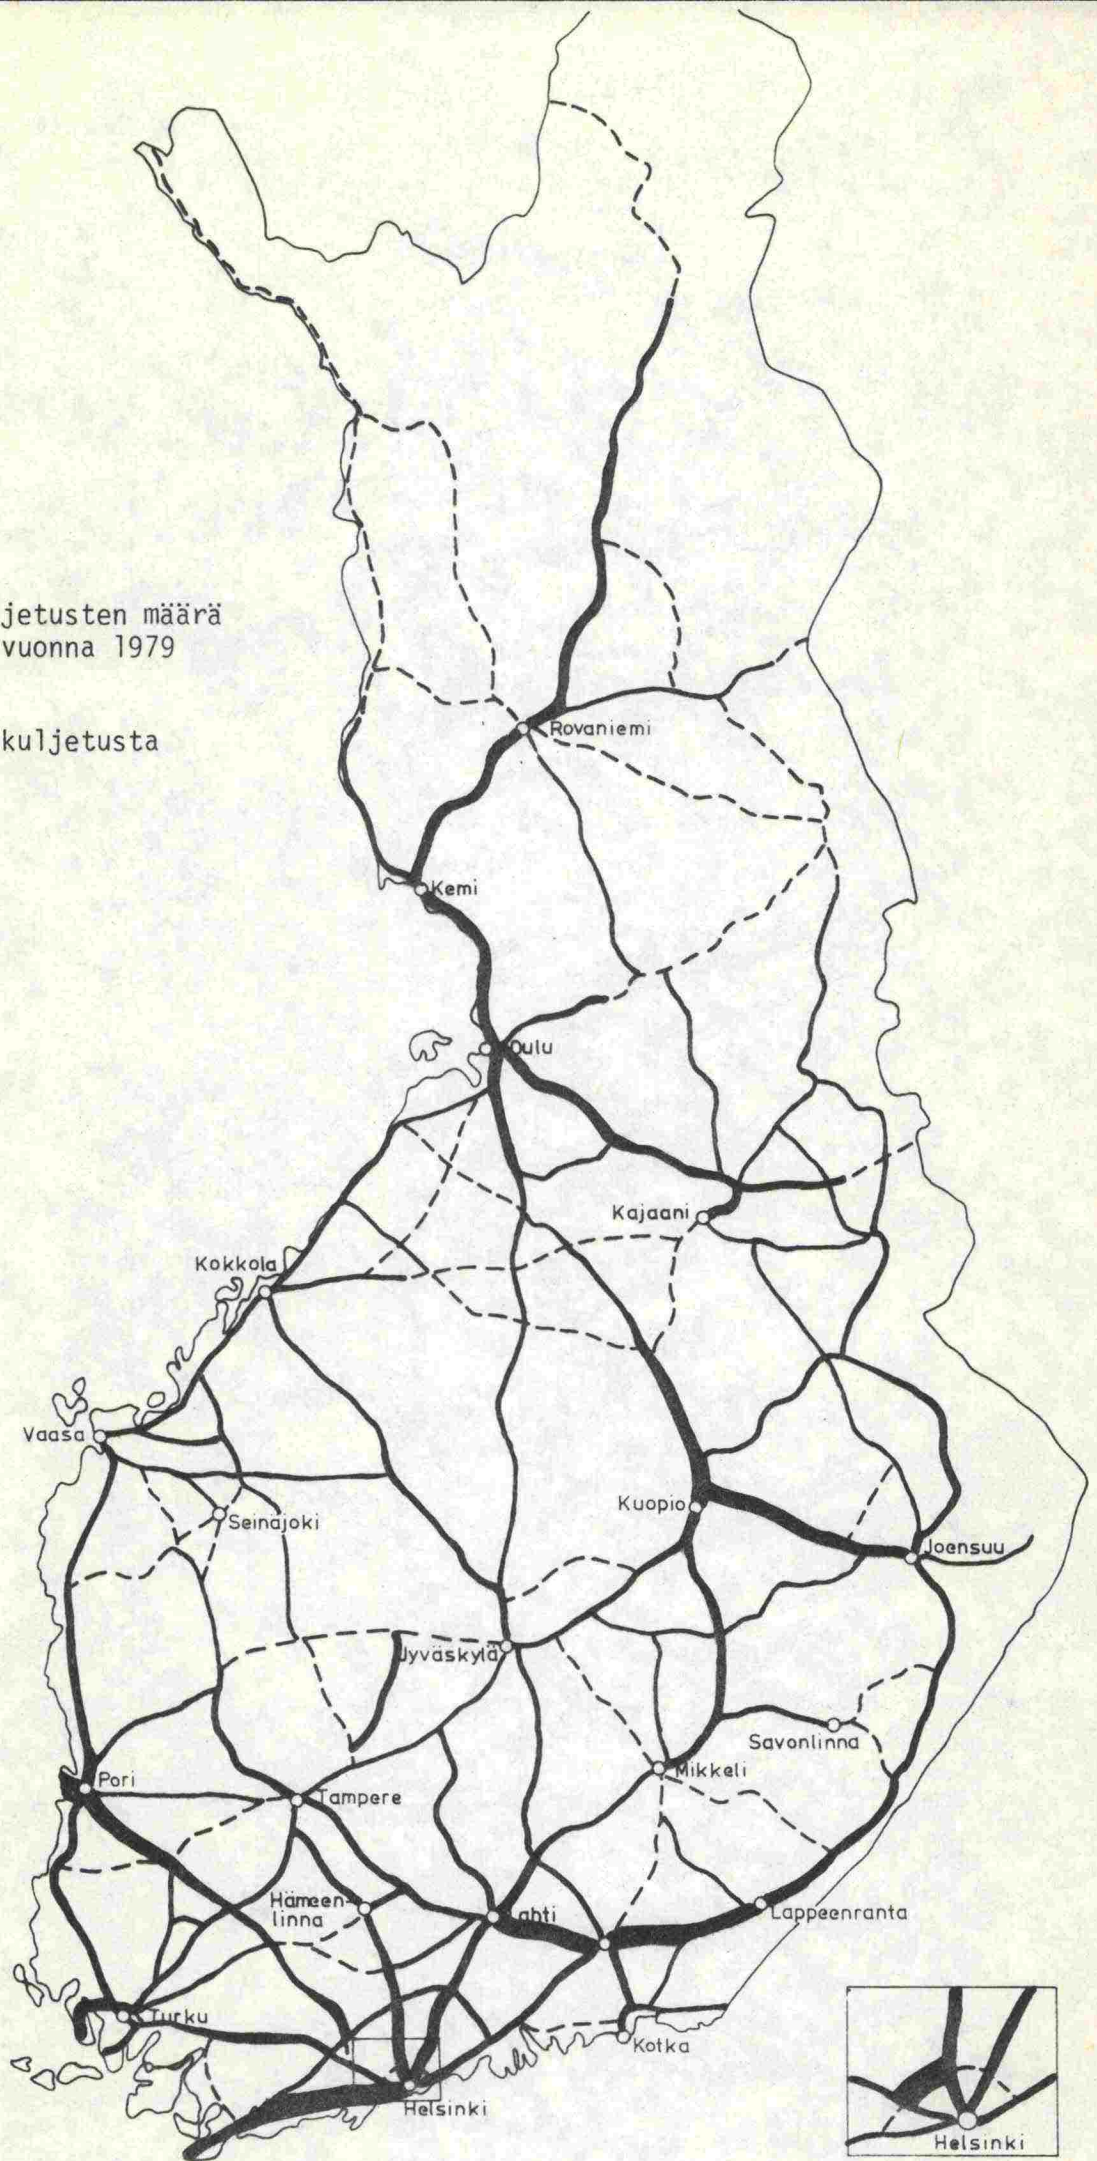 jetusten määrä
vuonna 1979
kuljetusta
Rovaniemi
Kemi
Oulu
Kajaani
Kokkola
Vaasa
Kuopio
Seinäjoki
Joensuu
Jyväskylä
Savonlinna
Mikkeli
Pori
Tampere
Hämeen-
linna
Lahti
Lappeenranta
Turku
Kotka
Helsinki
Helsinki